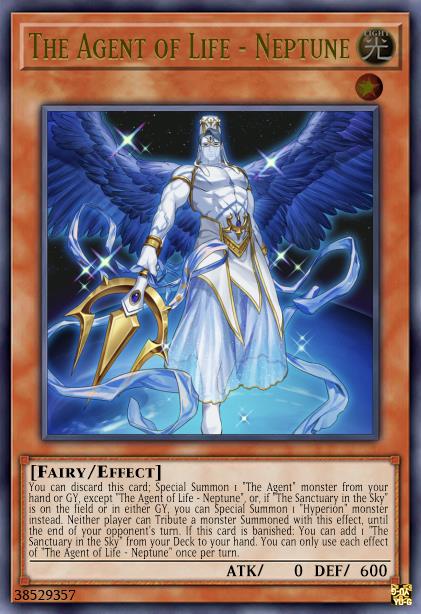 THE AGENT OF LIFE - NEPTUNE
LIGHT
光
[FAIRY/EFFECT]
You can discard this card; Special Summon 1 "The Agent" monster from your
hand or GY, except "The Agent of Life - Neptune", or, if "The Sanctuary in the Sky"
is on the field or in either GY, you can Special Summon 1 "Hyperion" monster
instead. Neither player can Tribute a monster Summoned with this effect, until
the end of your opponent's turn. If this card is banished: You can add 1 "The
Sanctuary in the Sky" from your Deck to your hand. You can only use each effect
of "The Agent of Life - Neptune" once per turn.
ATK/ 0 DEF/ 600
38529357